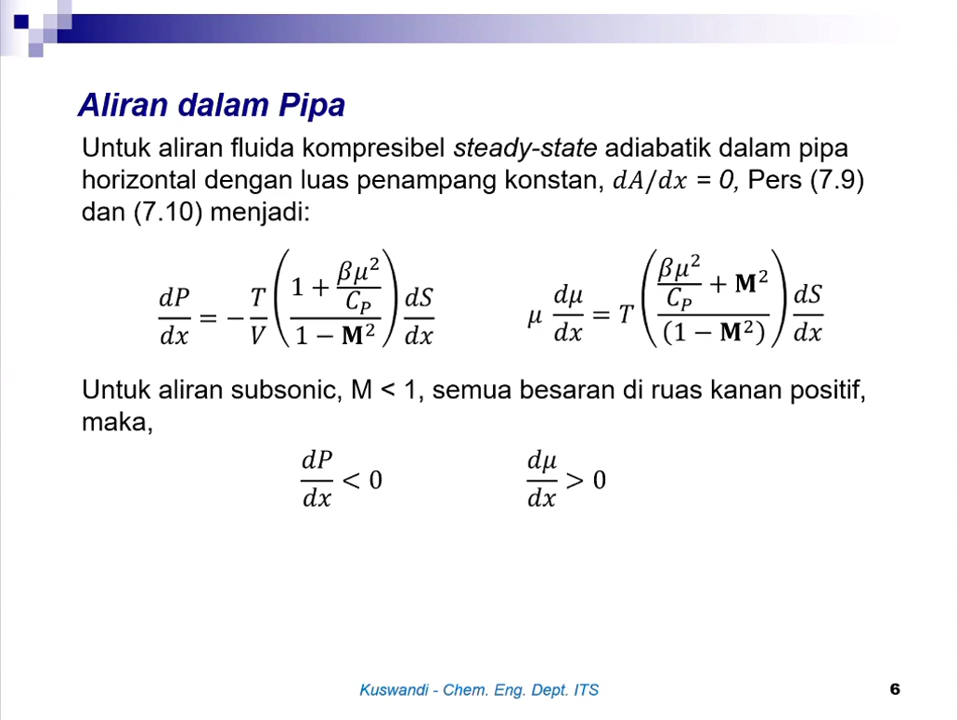 Aliran dalam Pipa
Untuk aliran fluida kompresibel steady-state adiabatik dalam pipa
horizontal dengan luas penampang konstan, dA/dx = 0, Pers (7.9)
dan (7.10) menjadi:
dP/dx = −T/V ((1 + βμ²/C_P)/(1 − M²)) dS/dx    μ dμ/dx = T ((βμ²/C_P + M²)/((1 − M²))) dS/dx
Untuk aliran subsonic, M < 1, semua besaran di ruas kanan positif,
maka,
dP/dx < 0    dμ/dx > 0
Kuswandi - Chem. Eng. Dept. ITS    6